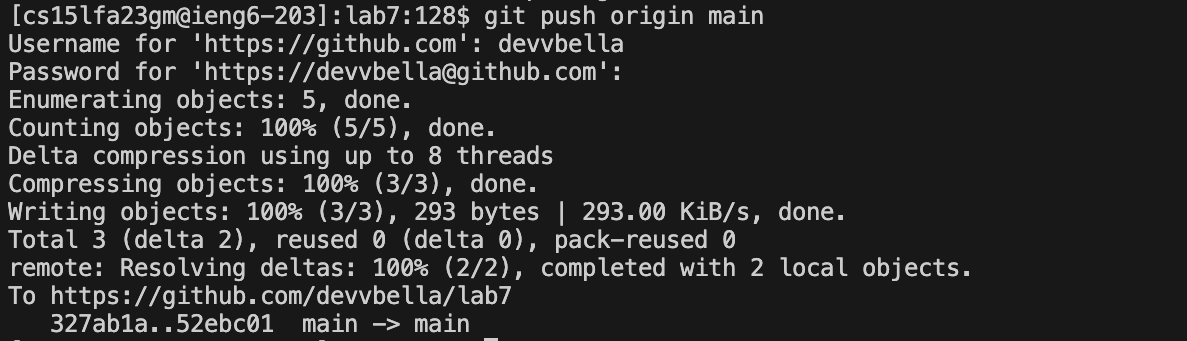 [cs15lfa23gm@ieng6-203]:lab7:128$ git push origin main
Username for 'https://github.com': devvbella
Password for 'https://devvbella@github.com':
Enumerating objects: 5, done.
Counting objects: 100% (5/5), done.
Delta compression using up to 8 threads
Compressing objects: 100% (3/3), done.
Writing objects: 100% (3/3), 293 bytes | 293.00 KiB/s, done.
Total 3 (delta 2), reused 0 (delta 0), pack-reused 0
remote: Resolving deltas: 100% (2/2), completed with 2 local objects.
To https://github.com/devvbella/lab7
   327ab1a..52ebc01  main -> main